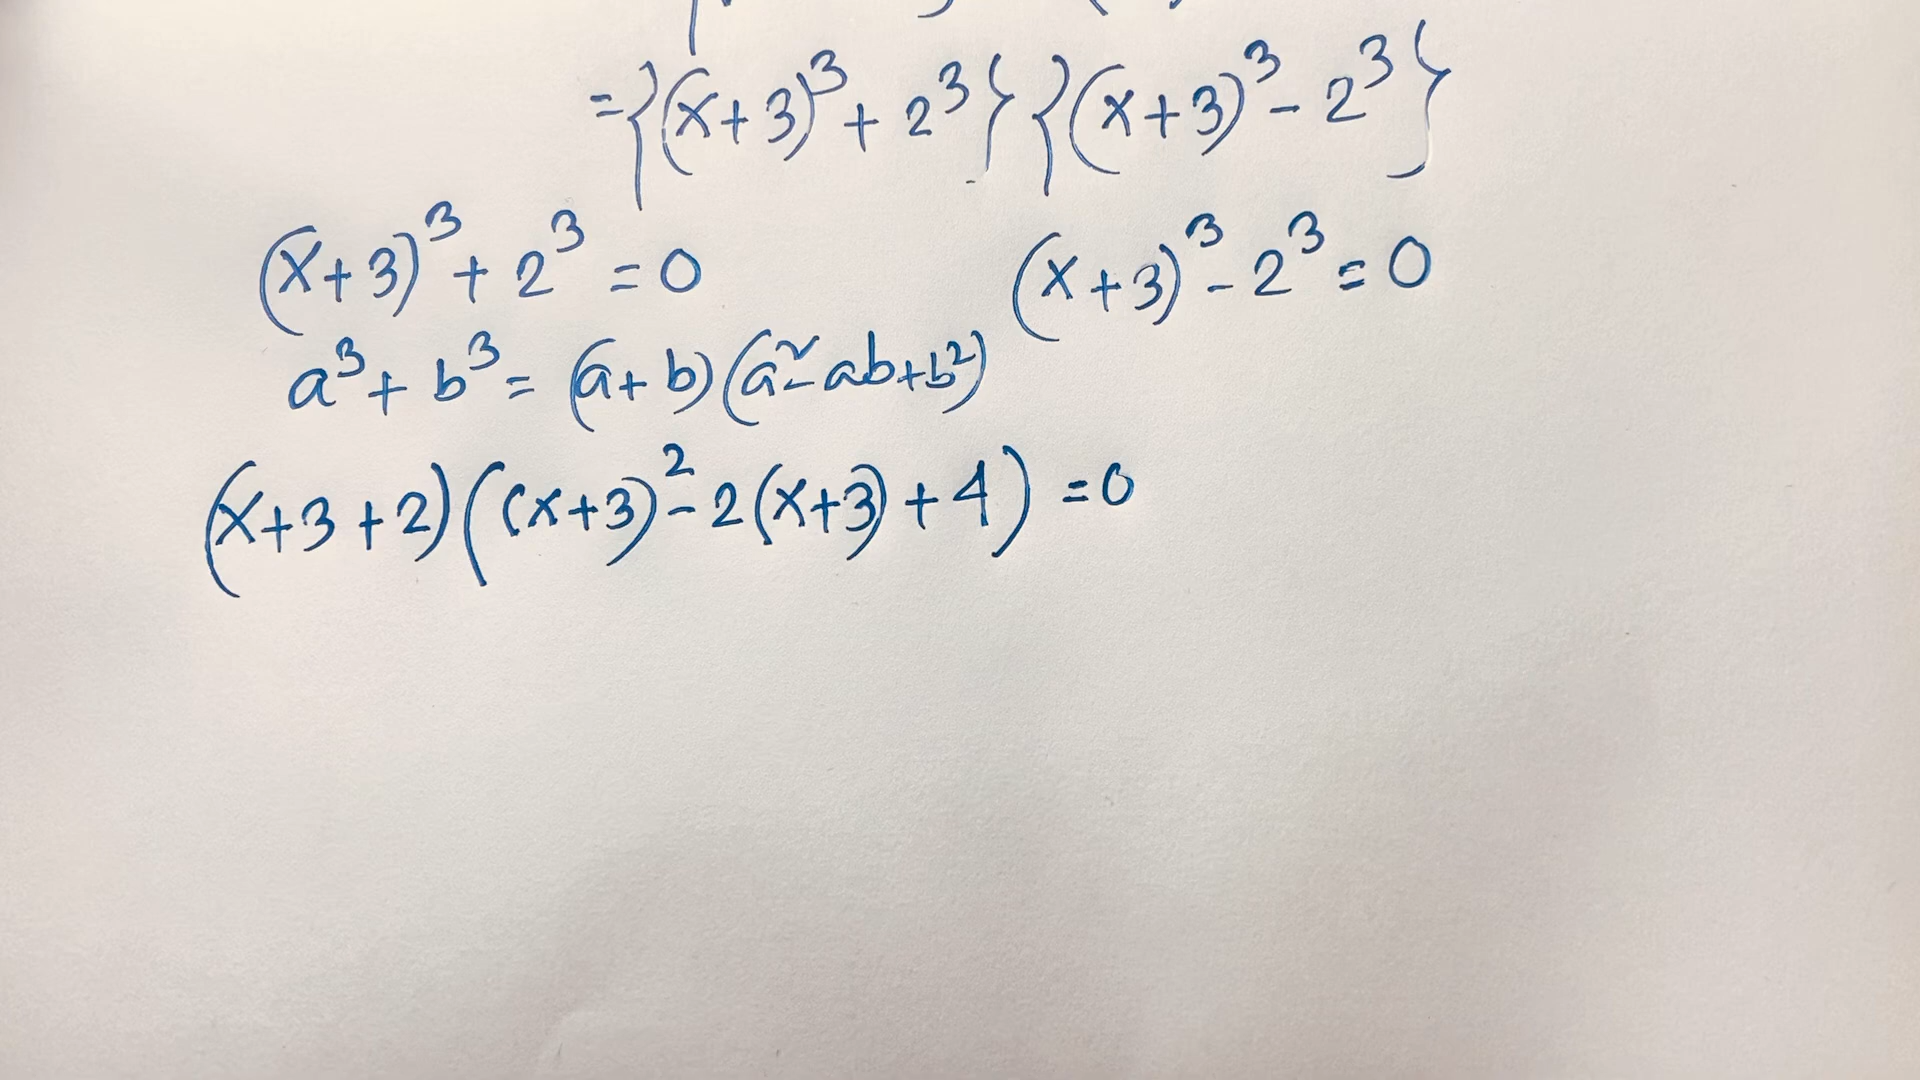 ={(x+3)³+2³}{(x+3)³-2³}
(x+3)³+2³=0
(x+3)³-2³=0
a³+b³=(a+b)(a²-ab+b²)
(x+3+2)((x+3)²-2(x+3)+4)=0